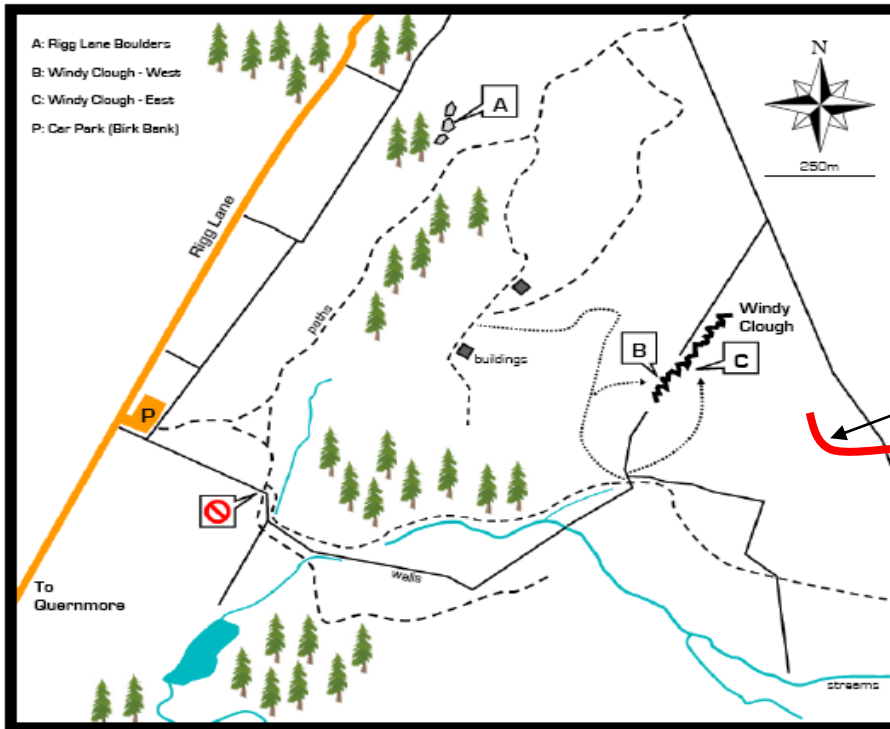 A: Rigg Lane Boulders
B: Windy Clough - West
C: Windy Clough - East
P: Car Park (Birk Bank)
A
N
250m
Rigg Lane
paths
Windy
Clough
B
C
buildings
P
walls
To
Quernmore
streams